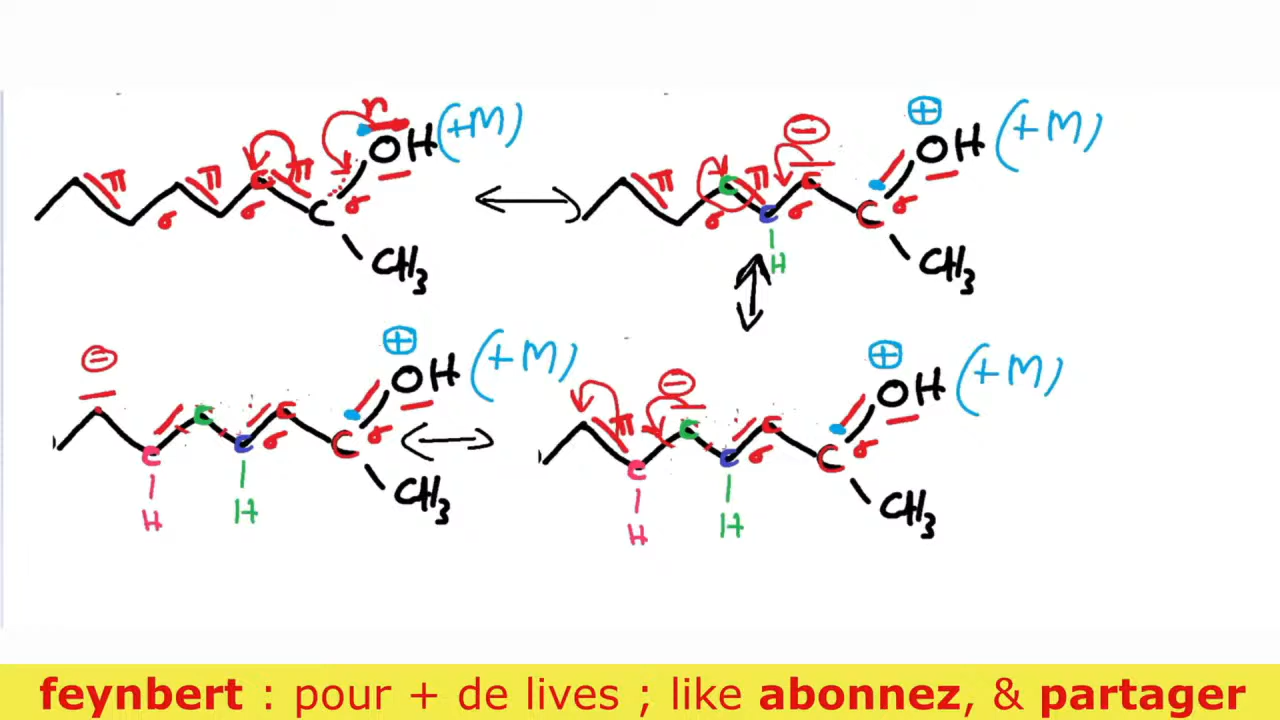 n
π π C π OH (+M)
σ σ C σ
CH3
⊖ ⊕
π C π C OH (+M)
σ C σ C σ
H CH3
⊖ ⊕
C C OH (+M)
C C σ C σ
H H CH3
⊖ ⊕
π C C OH (+M)
C C σ C σ
H H CH3
feynbert : pour + de lives ; like abonnez, & partager